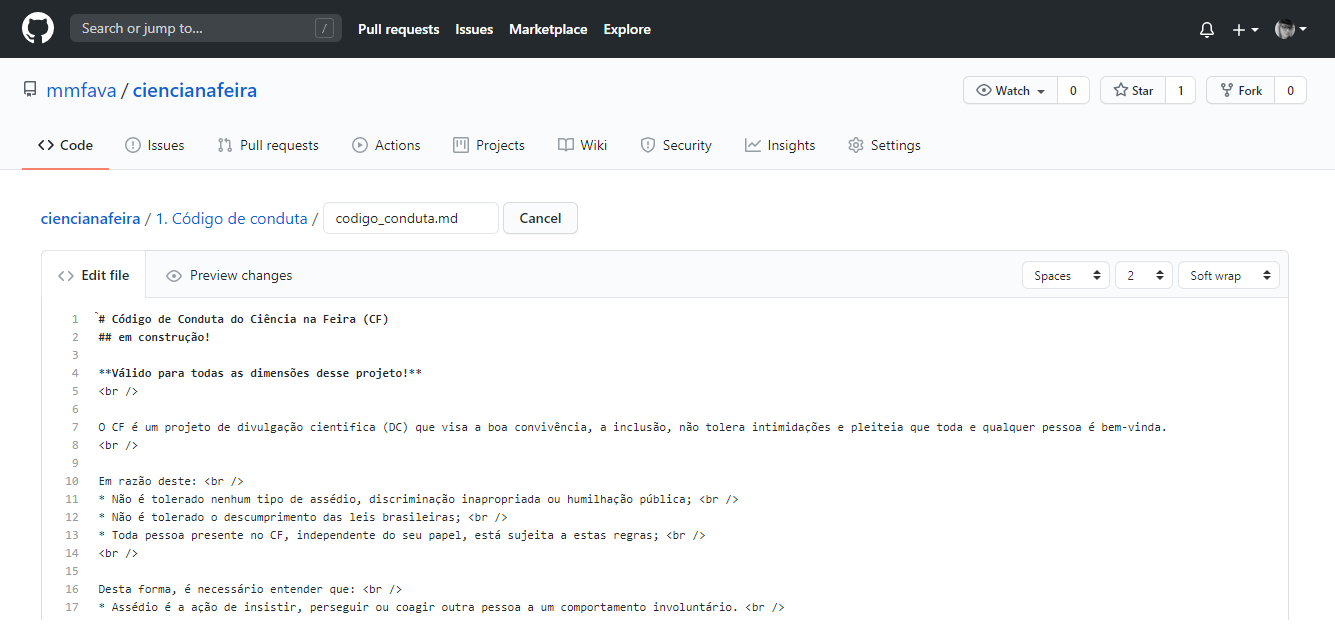 Search or jump to... /
Pull requests Issues Marketplace Explore
mmfava / ciencianafeira
Watch 0 Star 1 Fork 0
Code Issues Pull requests Actions Projects Wiki Security Insights Settings
ciencianafeira / 1. Código de conduta / codigo_conduta.md Cancel
<> Edit file Preview changes Spaces 2 Soft wrap
1 `# Código de Conduta do Ciência na Feira (CF)
2 ## em construção!
3
4 **Válido para todas as dimensões desse projeto!**
5 <br />
6
7 O CF é um projeto de divulgação cientifica (DC) que visa a boa convivência, a inclusão, não tolera intimidações e pleiteia que toda e qualquer pessoa é bem-vinda.
8 <br />
9
10 Em razão deste: <br />
11 * Não é tolerado nenhum tipo de assédio, discriminação inapropriada ou humilhação pública; <br />
12 * Não é tolerado o descumprimento das leis brasileiras; <br />
13 * Toda pessoa presente no CF, independente do seu papel, está sujeita a estas regras; <br />
14 <br />
15
16 Desta forma, é necessário entender que: <br />
17 * Assédio é a ação de insistir, perseguir ou coagir outra pessoa a um comportamento involuntário. <br />